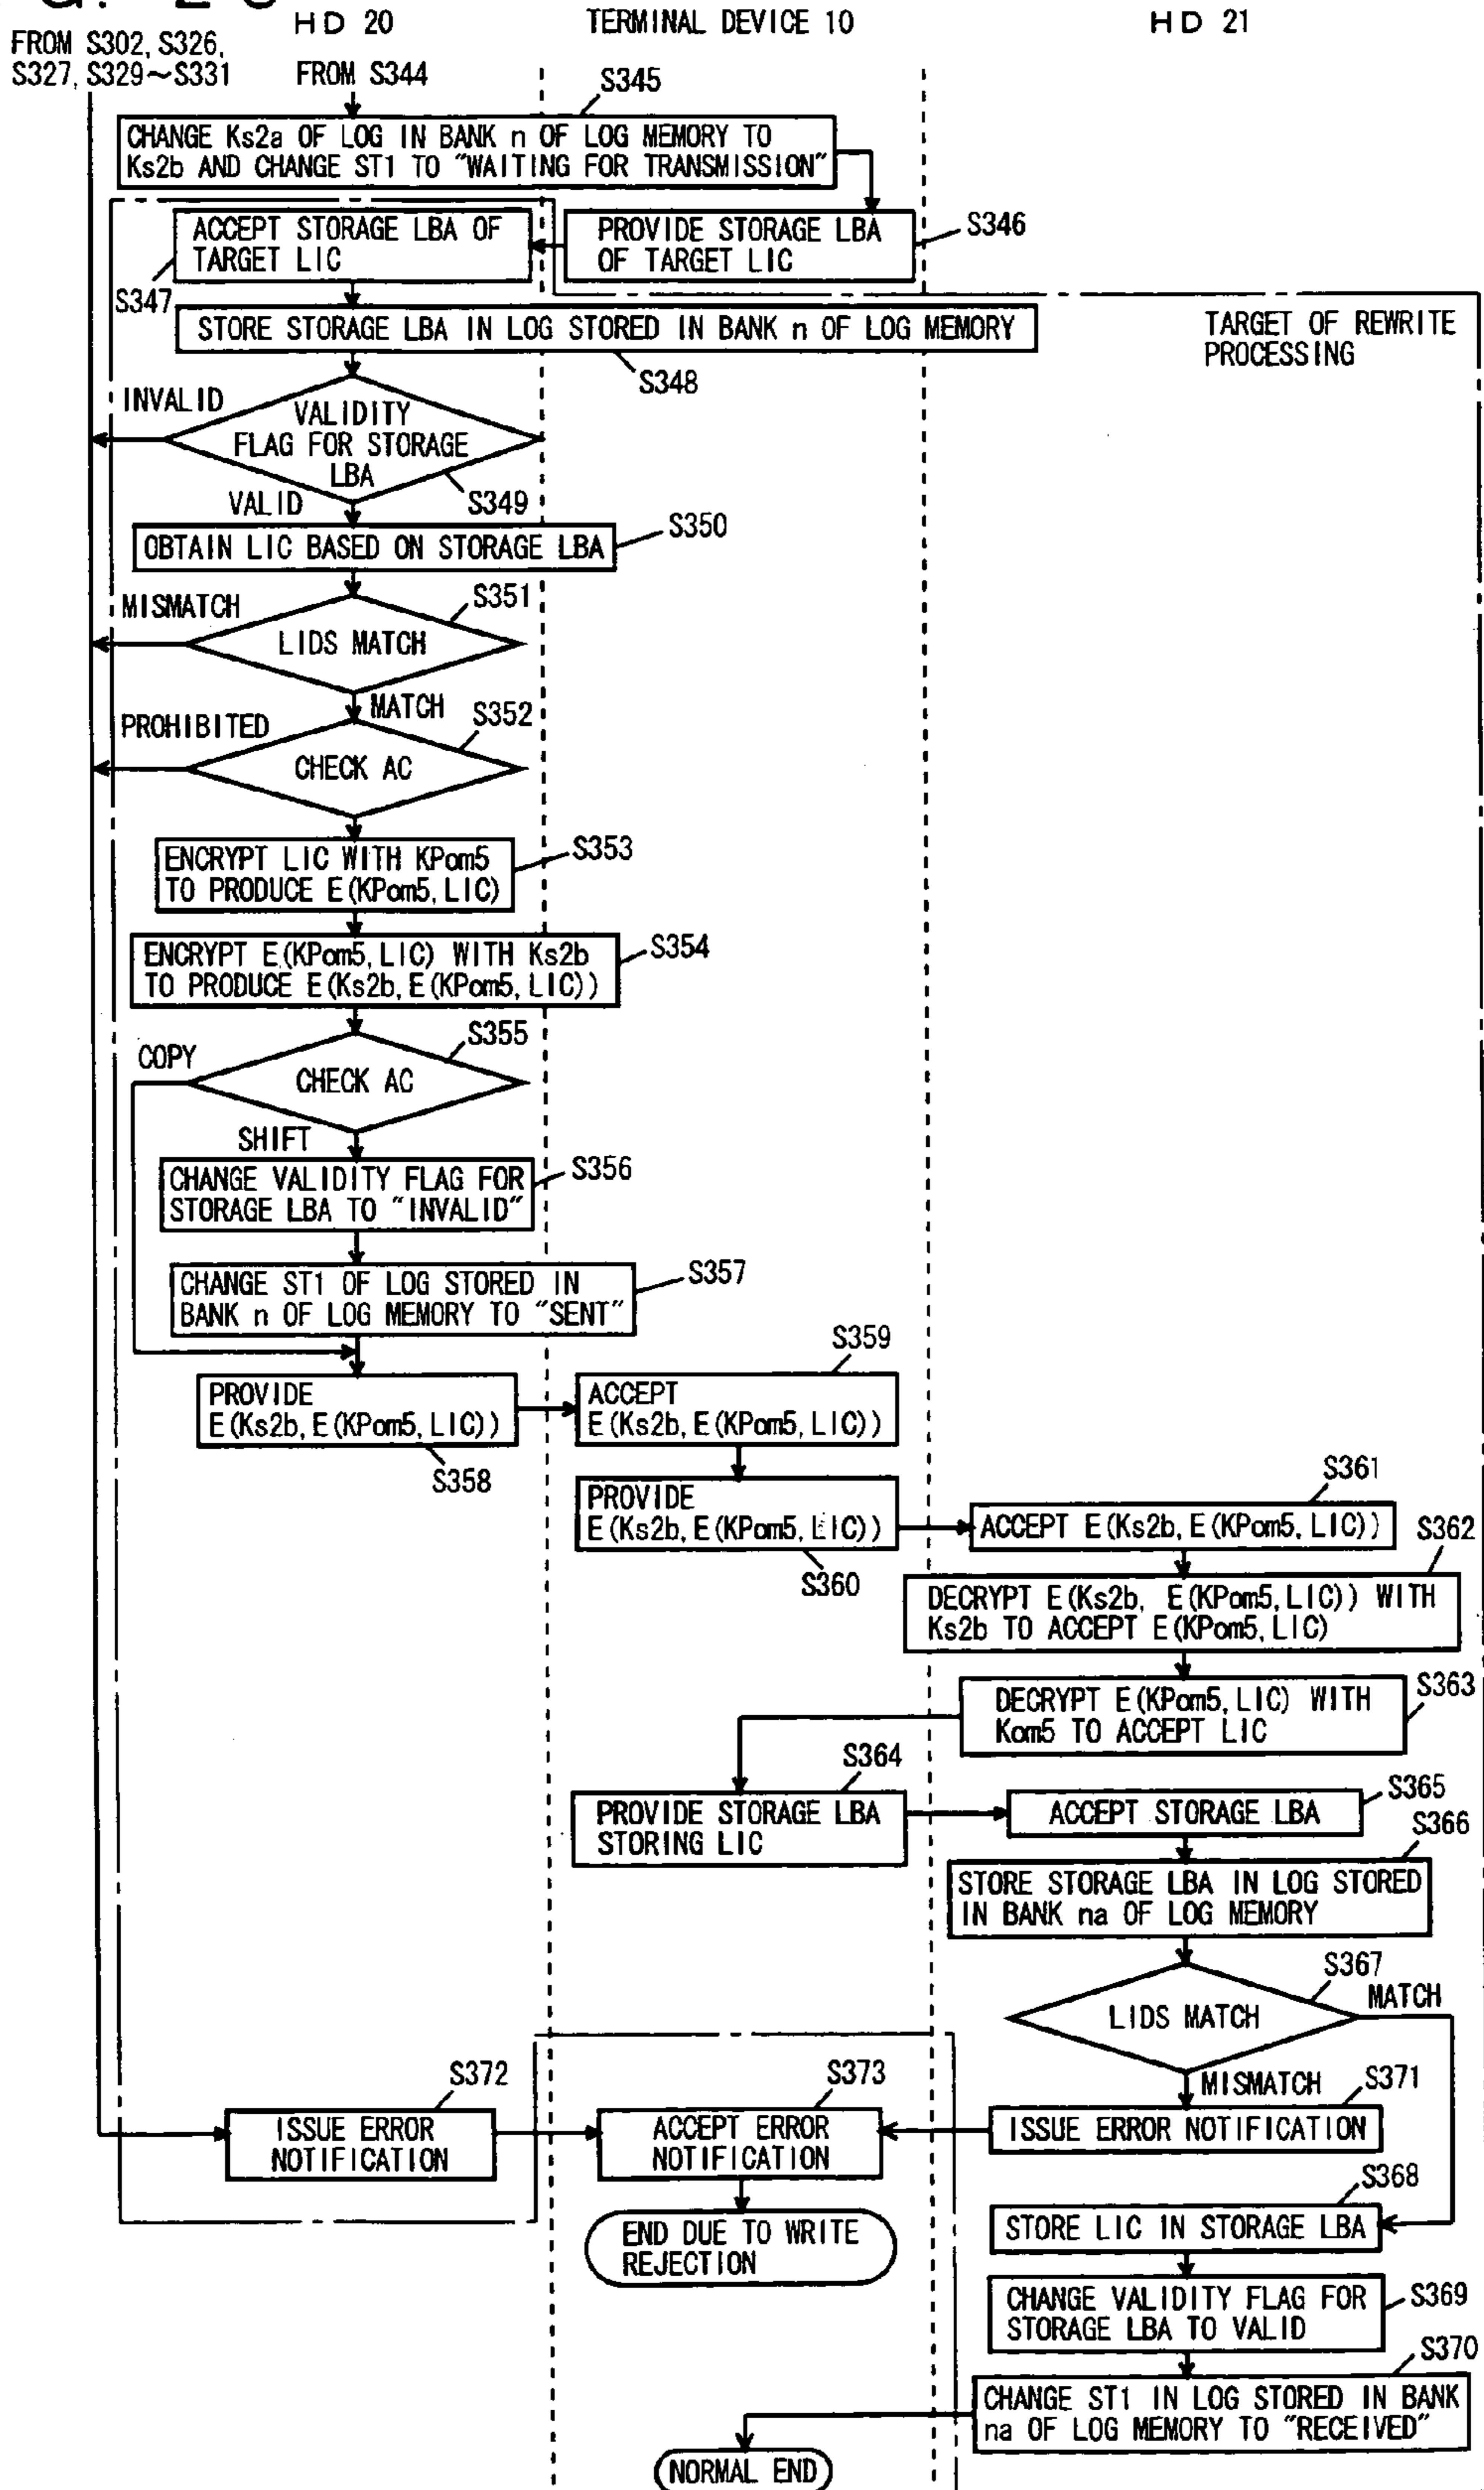 HD 20
TERMINAL DEVICE 10
HD 21
FROM S302, S326,
S327, S329~S331
FROM S344
S345
CHANGE Ks2a OF LOG IN BANK n OF LOG MEMORY TO
Ks2b AND CHANGE ST1 TO "WAITING FOR TRANSMISSION"
ACCEPT STORAGE LBA OF
TARGET LIC
S347
PROVIDE STORAGE LBA
OF TARGET LIC
S346
STORE STORAGE LBA IN LOG STORED IN BANK n OF LOG MEMORY
S348
TARGET OF REWRITE
PROCESSING
INVALID
VALIDITY
FLAG FOR STORAGE
LBA
S349
VALID
OBTAIN LIC BASED ON STORAGE LBA
S350
MISMATCH
S351
LIDS MATCH
MATCH
PROHIBITED
S352
CHECK AC
ENCRYPT LIC WITH KPom5
TO PRODUCE E(KPom5, LIC)
S353
ENCRYPT E(KPom5, LIC) WITH Ks2b
TO PRODUCE E(Ks2b, E(KPom5, LIC))
S354
S355
COPY
CHECK AC
SHIFT
CHANGE VALIDITY FLAG FOR
STORAGE LBA TO "INVALID"
S356
CHANGE ST1 OF LOG STORED IN
BANK n OF LOG MEMORY TO "SENT"
S357
PROVIDE
E(Ks2b, E(KPom5, LIC))
S358
S359
ACCEPT
E(Ks2b, E(KPom5, LIC))
PROVIDE
E(Ks2b, E(KPom5, LIC))
S360
S361
ACCEPT E(Ks2b, E(KPom5, LIC))
S362
DECRYPT E(Ks2b, E(KPom5, LIC)) WITH
Ks2b TO ACCEPT E(KPom5, LIC)
DECRYPT E(KPom5, LIC) WITH
Kom5 TO ACCEPT LIC
S363
S364
PROVIDE STORAGE LBA
STORING LIC
S365
ACCEPT STORAGE LBA
S366
STORE STORAGE LBA IN LOG STORED
IN BANK na OF LOG MEMORY
S367
LIDS MATCH
MATCH
MISMATCH
S371
ISSUE ERROR NOTIFICATION
S372
ISSUE ERROR
NOTIFICATION
S373
ACCEPT ERROR
NOTIFICATION
END DUE TO WRITE
REJECTION
S368
STORE LIC IN STORAGE LBA
CHANGE VALIDITY FLAG FOR
STORAGE LBA TO VALID
S369
S370
CHANGE ST1 IN LOG STORED IN BANK
na OF LOG MEMORY TO "RECEIVED"
NORMAL END